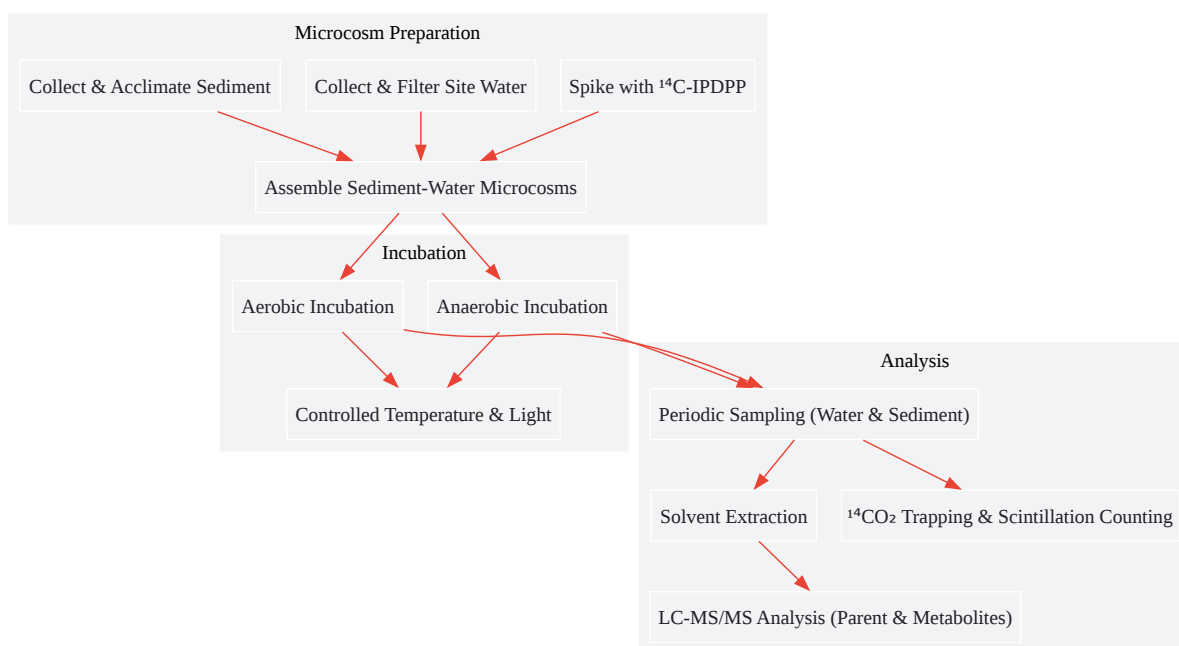 Microcosm Preparation
Collect & Acclimate Sediment
Collect & Filter Site Water
Spike with ¹⁴C-IPDPP
Assemble Sediment-Water Microcosms
Incubation
Aerobic Incubation
Anaerobic Incubation
Controlled Temperature & Light
Analysis
Periodic Sampling (Water & Sediment)
Solvent Extraction
¹⁴CO₂ Trapping & Scintillation Counting
LC-MS/MS Analysis (Parent & Metabolites)